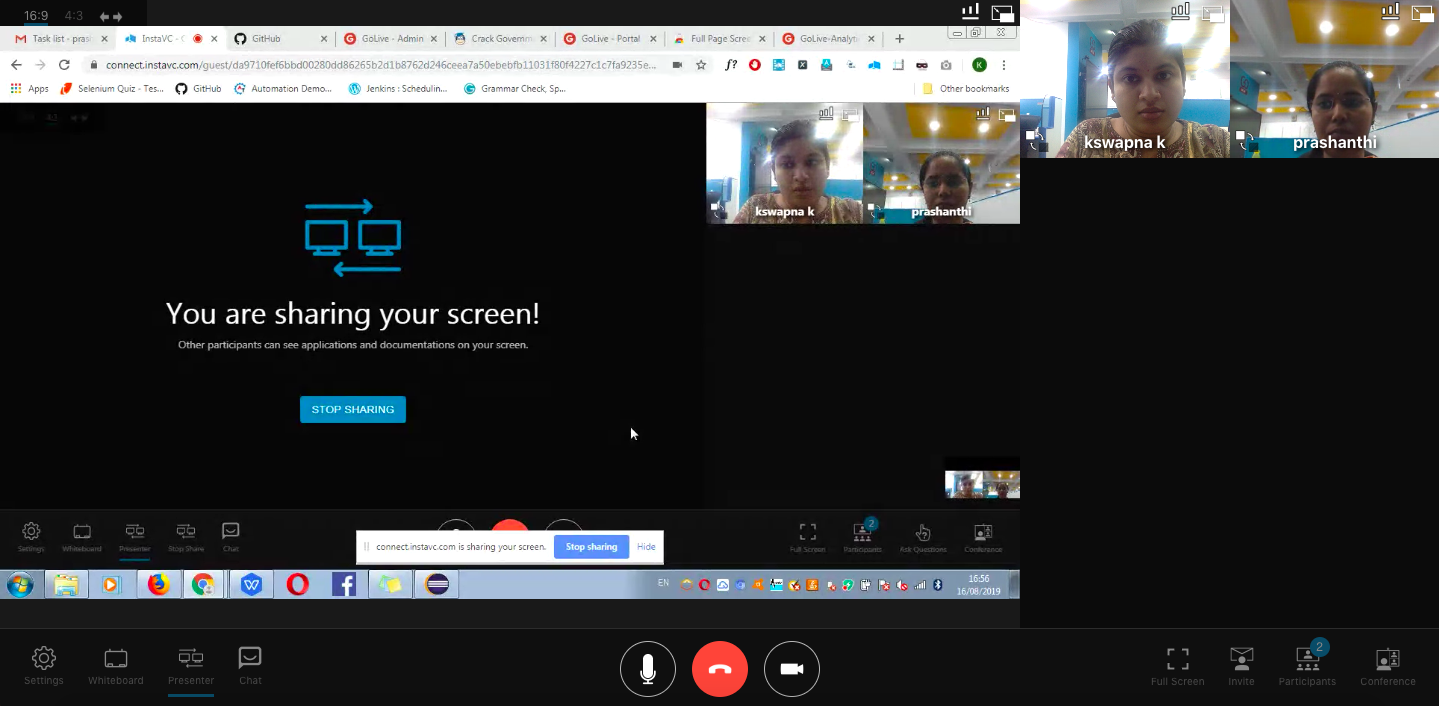 16:9 4:3
Task list - pras
InstaVC - C
GitHub
GoLive - Admin
Crack Governm
GoLive - Portal
Full Page Scree
GoLive-Analyti
connect.instavc.com/guest/da9710fef6bbd00280dd86265b2d1b8762d246ceea7a50ebebfb11031f80f4227c1c7fa9235e...
f?
K
Apps
Selenium Quiz - Tes...
GitHub
Automation Demo...
Jenkins : Schedulin...
Grammar Check, Sp...
Other bookmarks
kswapna k
prashanthi
kswapna k
prashanthi
You are sharing your screen!
Other participants can see applications and documentations on your screen.
STOP SHARING
Settings
Whiteboard
Presenter
Stop Share
Chat
connect.instavc.com is sharing your screen.
Stop sharing
Hide
Full Screen
2
Participants
Ask Questions
Conference
EN
16:56
16/08/2019
Settings
Whiteboard
Presenter
Chat
Full Screen
Invite
2
Participants
Conference